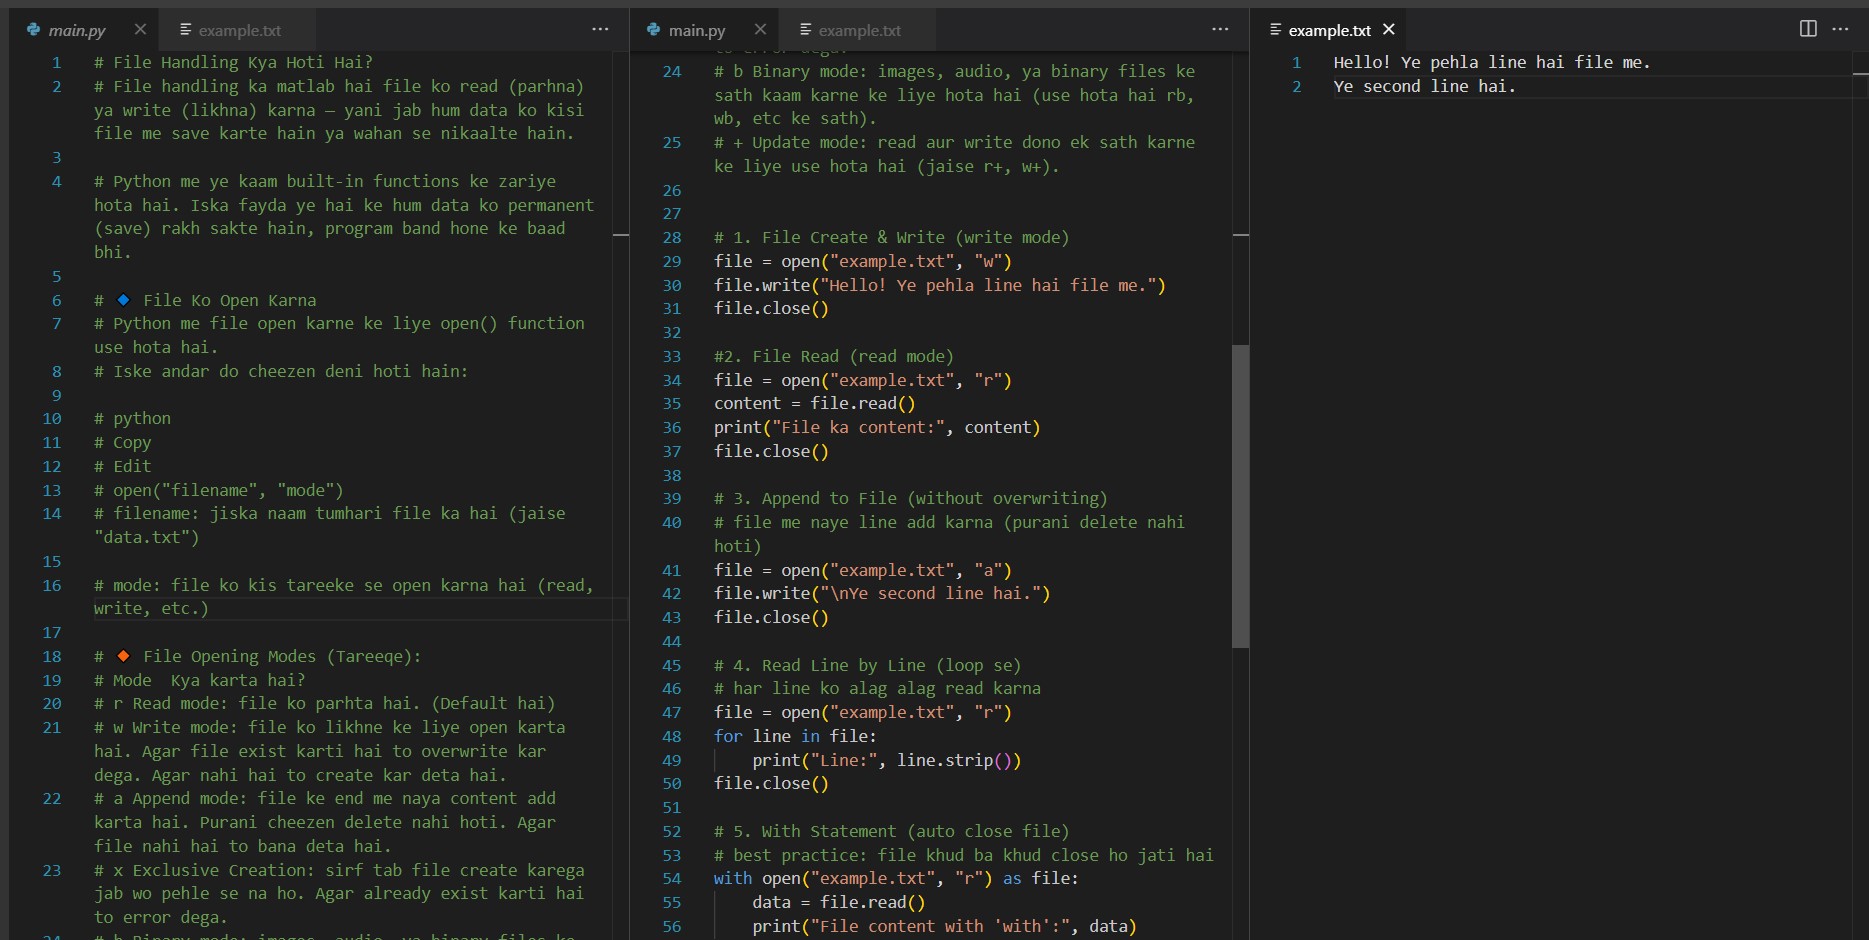 main.py
example.txt
1 # File Handling Kya Hoti Hai?
2 # File handling ka matlab hai file ko read (parhna)
ya write (likhna) karna — yani jab hum data ko kisi
file me save karte hain ya wahan se nikaalte hain.
3
4 # Python me ye kaam built-in functions ke zariye
hota hai. Iska fayda ye hai ke hum data ko permanent
(save) rakh sakte hain, program band hone ke baad
bhi.
5
6 # 🔷 File Ko Open Karna
7 # Python me file open karne ke liye open() function
use hota hai.
8 # Iske andar do cheezen deni hoti hain:
9
10 # python
11 # Copy
12 # Edit
13 # open("filename", "mode")
14 # filename: jiska naam tumhari file ka hai (jaise
"data.txt")
15
16 # mode: file ko kis tareeke se open karna hai (read,
write, etc.)
17
18 # 🔶 File Opening Modes (Tareeqe):
19 # Mode  Kya karta hai?
20 # r Read mode: file ko parhta hai. (Default hai)
21 # w Write mode: file ko likhne ke liye open karta
hai. Agar file exist karti hai to overwrite kar
dega. Agar nahi hai to create kar deta hai.
22 # a Append mode: file ke end me naya content add
karta hai. Purani cheezen delete nahi hoti. Agar
file nahi hai to bana deta hai.
23 # x Exclusive Creation: sirf tab file create karega
jab wo pehle se na ho. Agar already exist karti hai
to error dega.
24 # b Binary mode: images, audio, ya binary files ke
main.py
example.txt
to error dega.
24 # b Binary mode: images, audio, ya binary files ke
sath kaam karne ke liye hota hai (use hota hai rb,
wb, etc ke sath).
25 # + Update mode: read aur write dono ek sath karne
ke liye use hota hai (jaise r+, w+).
26
27
28 # 1. File Create & Write (write mode)
29 file = open("example.txt", "w")
30 file.write("Hello! Ye pehla line hai file me.")
31 file.close()
32
33 #2. File Read (read mode)
34 file = open("example.txt", "r")
35 content = file.read()
36 print("File ka content:", content)
37 file.close()
38
39 # 3. Append to File (without overwriting)
40 # file me naye line add karna (purani delete nahi
hoti)
41 file = open("example.txt", "a")
42 file.write("\nYe second line hai.")
43 file.close()
44
45 # 4. Read Line by Line (loop se)
46 # har line ko alag alag read karna
47 file = open("example.txt", "r")
48 for line in file:
49     print("Line:", line.strip())
50 file.close()
51
52 # 5. With Statement (auto close file)
53 # best practice: file khud ba khud close ho jati hai
54 with open("example.txt", "r") as file:
55     data = file.read()
56     print("File content with 'with':", data)
example.txt
1 Hello! Ye pehla line hai file me.
2 Ye second line hai.